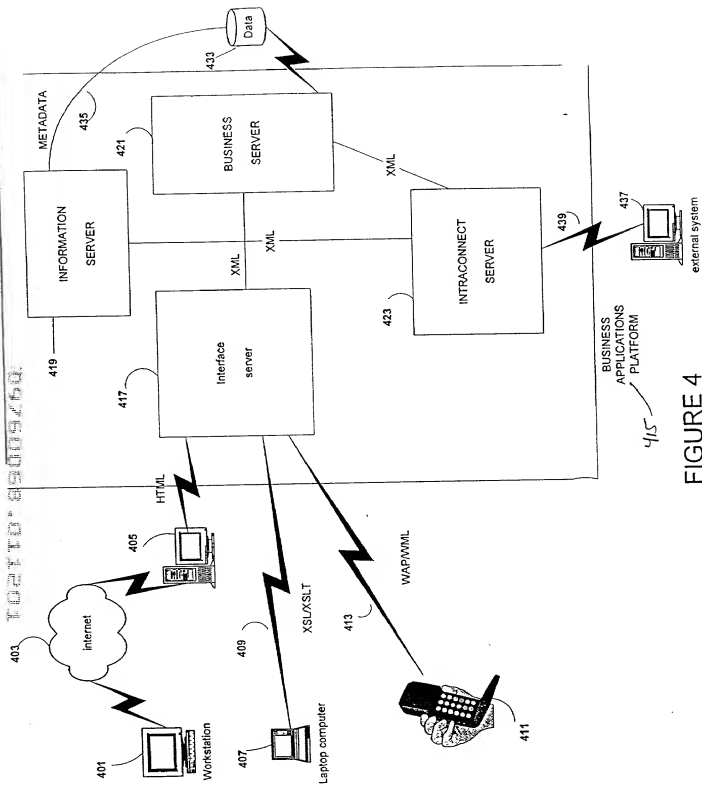 METADATA
435
Data
433
INFORMATION
SERVER
419
421
BUSINESS
SERVER
XML
XML
XML
417
Interface
server
423
INTRACONNECT
SERVER
439
437
external system
BUSINESS
APPLICATIONS
PLATFORM
415
403
internet
405
HTML
401
Workstation
407
Laptop computer
409
XSL/XSLT
413
WAP/WML
411
FIGURE 4